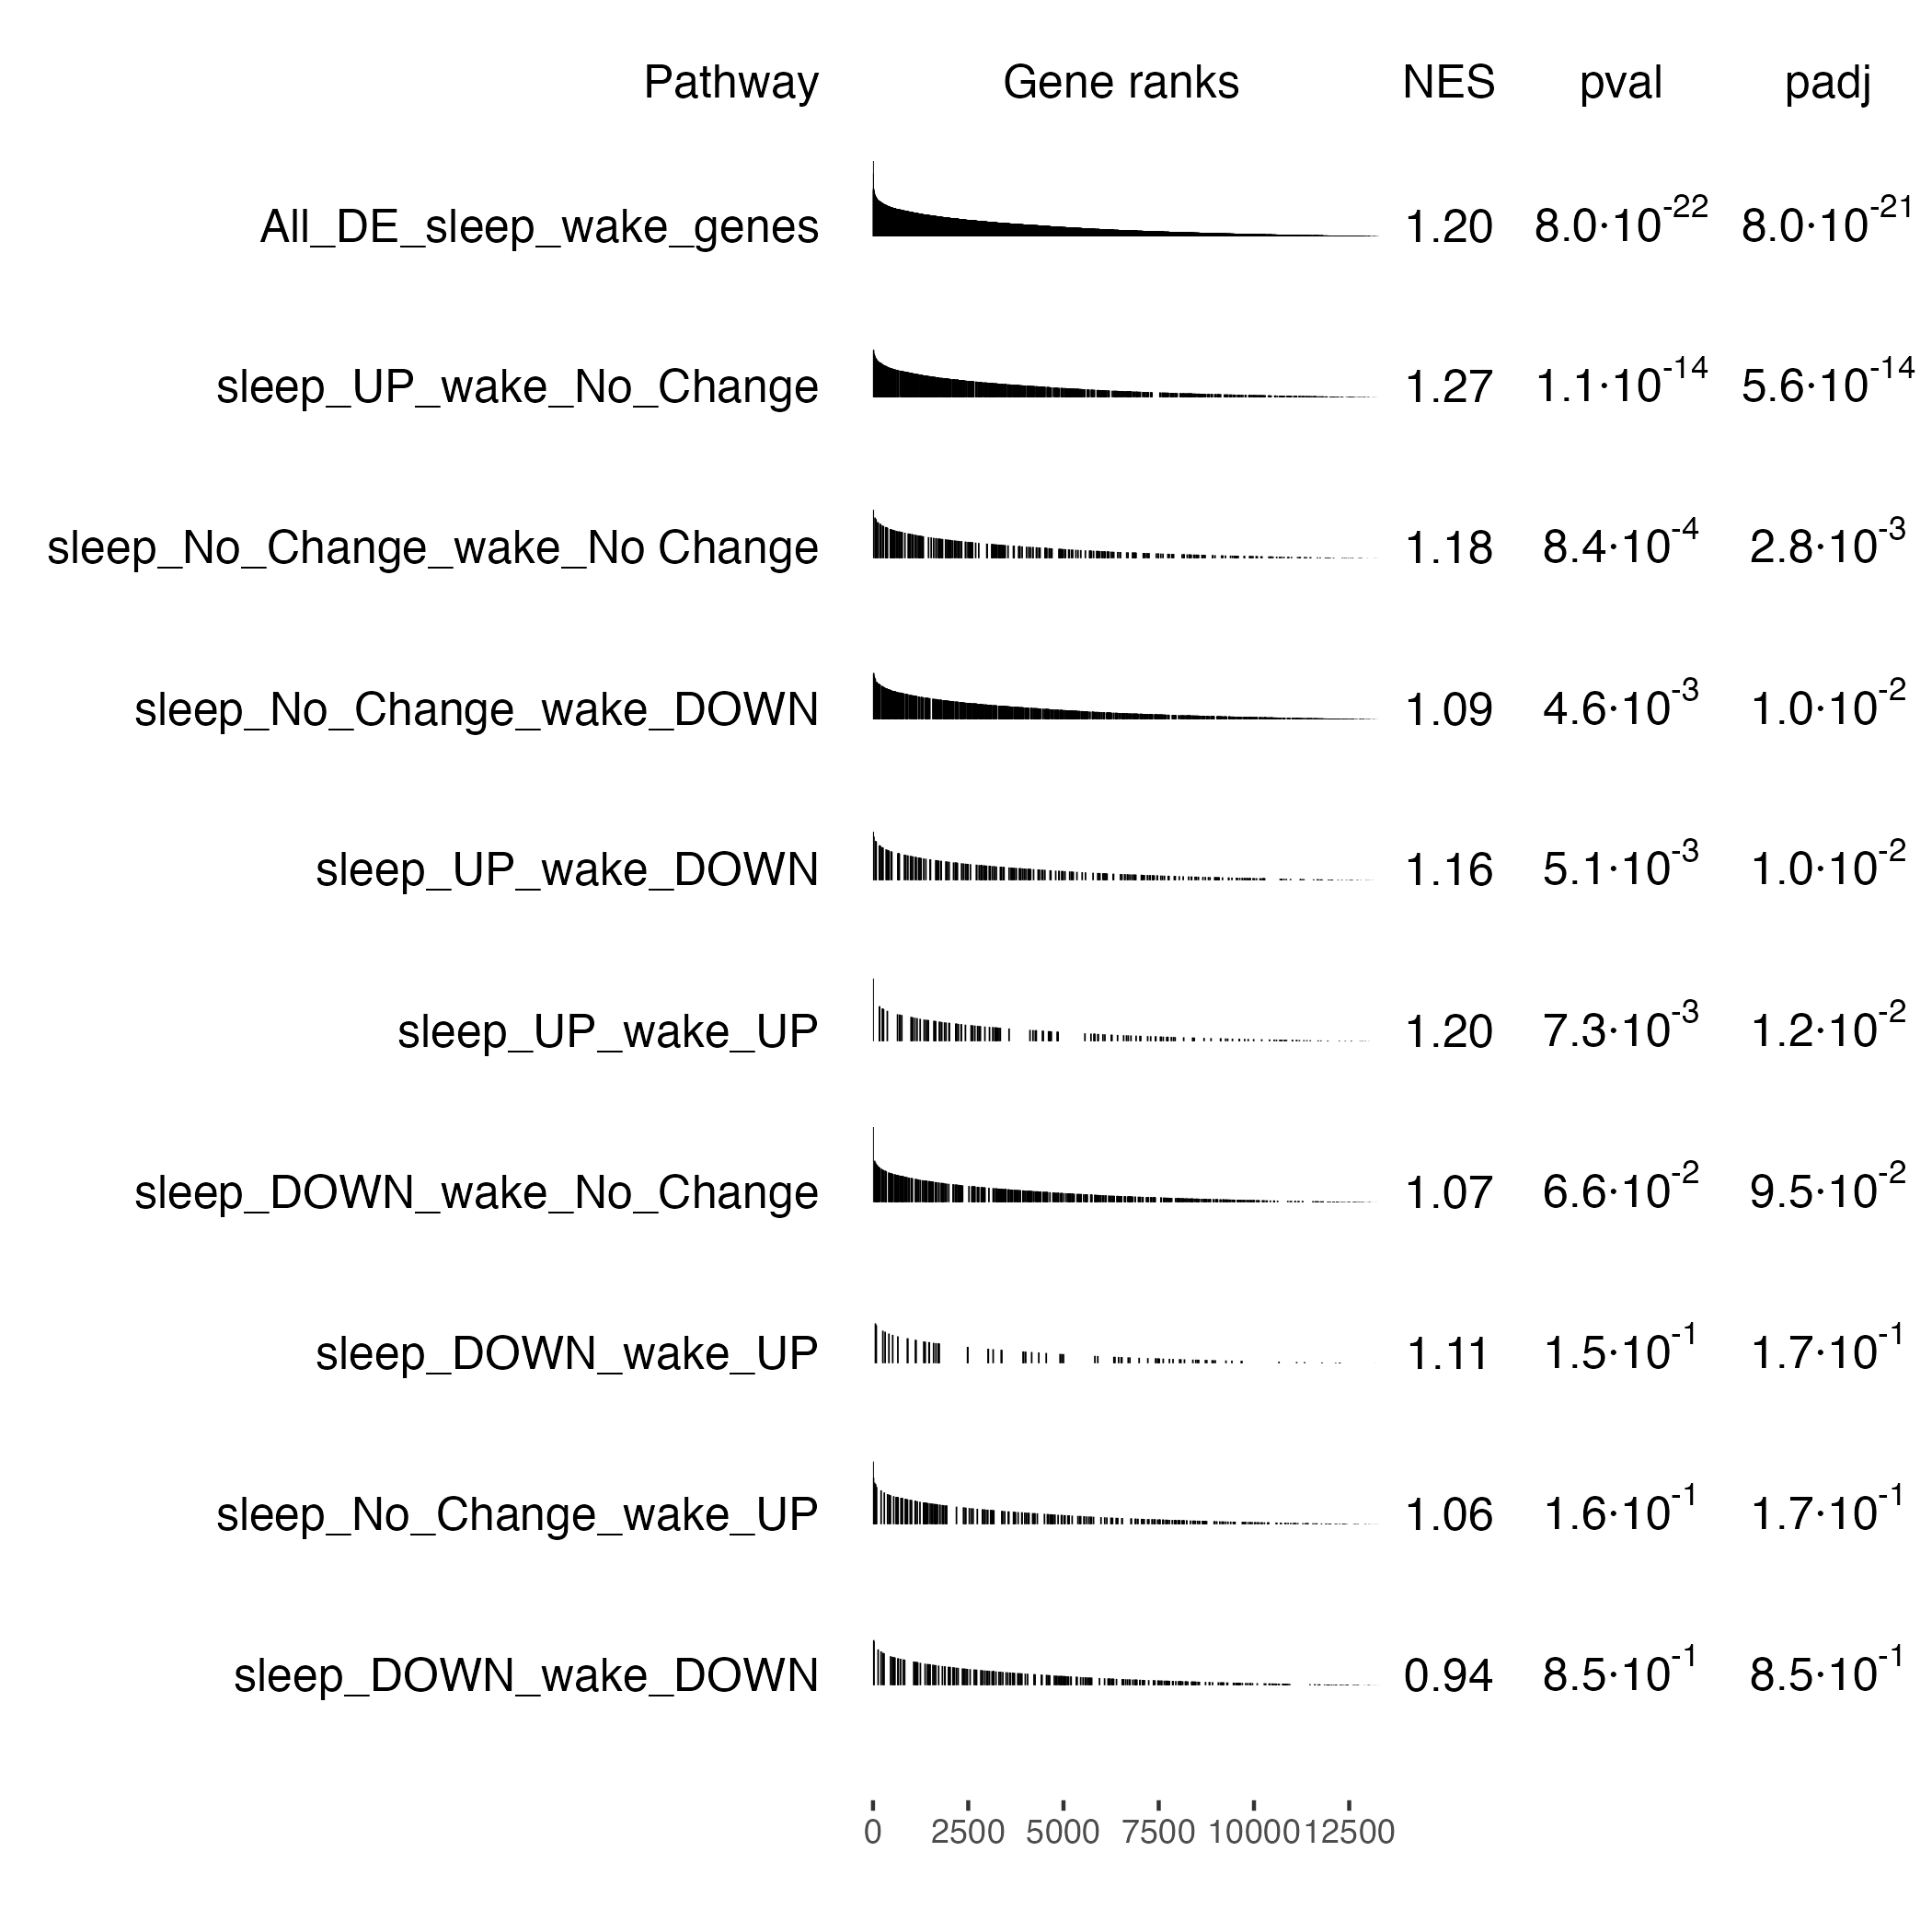 Pathway Gene ranks NES pval padj
All_DE_sleep_wake_genes 1.20 8.0·10^-22 8.0·10^-21
sleep_UP_wake_No_Change 1.27 1.1·10^-14 5.6·10^-14
sleep_No_Change_wake_No Change 1.18 8.4·10^-4 2.8·10^-3
sleep_No_Change_wake_DOWN 1.09 4.6·10^-3 1.0·10^-2
sleep_UP_wake_DOWN 1.16 5.1·10^-3 1.0·10^-2
sleep_UP_wake_UP 1.20 7.3·10^-3 1.2·10^-2
sleep_DOWN_wake_No_Change 1.07 6.6·10^-2 9.5·10^-2
sleep_DOWN_wake_UP 1.11 1.5·10^-1 1.7·10^-1
sleep_No_Change_wake_UP 1.06 1.6·10^-1 1.7·10^-1
sleep_DOWN_wake_DOWN 0.94 8.5·10^-1 8.5·10^-1
0 2500 5000 7500 10000 12500